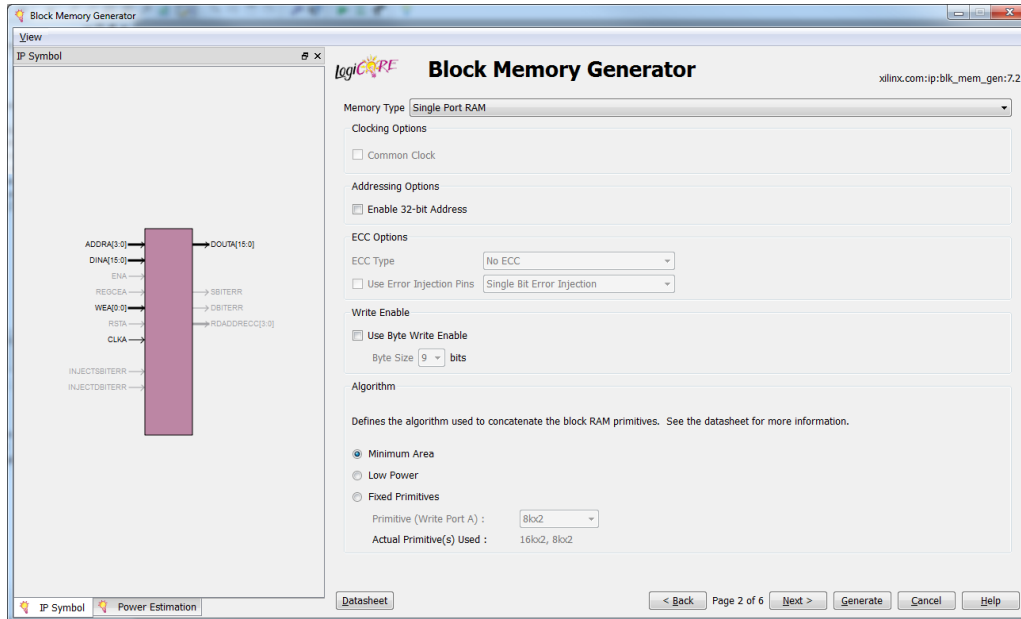 Block Memory Generator
View
IP Symbol
logiCORE
Block Memory Generator
xilinx.com:ip:blk_mem_gen:7.2
Memory Type Single Port RAM
Clocking Options
Common Clock
Addressing Options
Enable 32-bit Address
ECC Options
ECC Type No ECC
Use Error Injection Pins Single Bit Error Injection
Write Enable
Use Byte Write Enable
Byte Size 9 bits
Algorithm
Defines the algorithm used to concatenate the block RAM primitives. See the datasheet for more information.
Minimum Area
Low Power
Fixed Primitives
Primitive (Write Port A) : 8kx2
Actual Primitive(s) Used : 16kx2, 8kx2
ADDRA[3:0] DOUTA[15:0]
DINA[15:0]
ENA
REGCEA SBITERR
WEA[0:0] DBITERR
RSTA RDADDRECC[3:0]
CLKA
INJECTSBITERR
INJECTDBITERR
IP Symbol Power Estimation
Datasheet < Back Page 2 of 6 Next > Generate Cancel Help